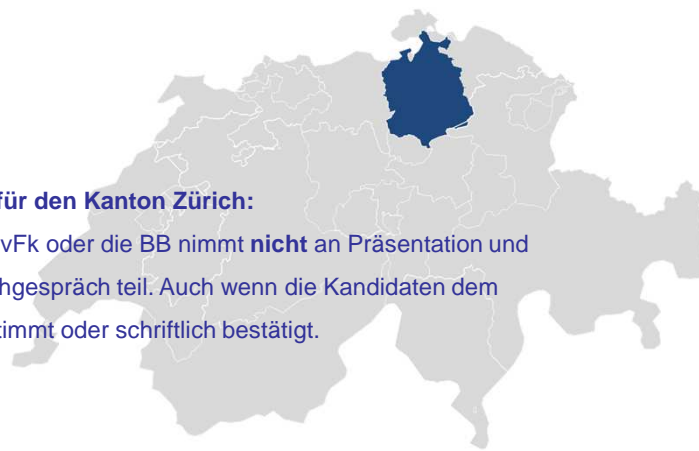 für den Kanton Zürich:
vFk oder die BB nimmt nicht an Präsentation und
hgespräch teil. Auch wenn die Kandidaten dem
timmt oder schriftlich bestätigt.